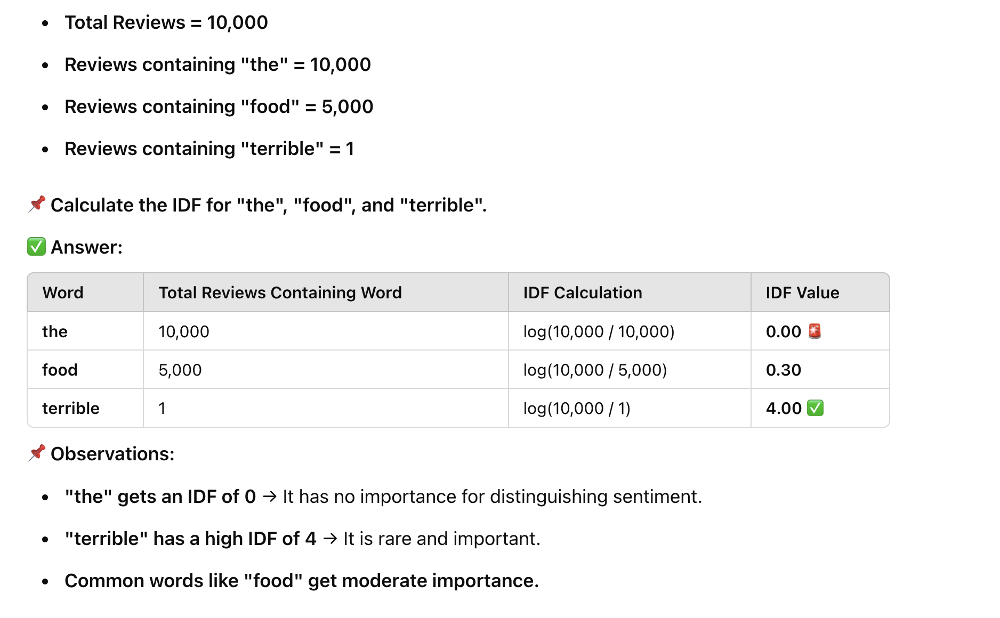 • Total Reviews = 10,000
• Reviews containing "the" = 10,000
• Reviews containing "food" = 5,000
• Reviews containing "terrible" = 1
📌 Calculate the IDF for "the", "food", and "terrible".
✅ Answer:
Word Total Reviews Containing Word IDF Calculation IDF Value
the 10,000 log(10,000 / 10,000) 0.00 🚨
food 5,000 log(10,000 / 5,000) 0.30
terrible 1 log(10,000 / 1) 4.00 ✅
📌 Observations:
• "the" gets an IDF of 0 → It has no importance for distinguishing sentiment.
• "terrible" has a high IDF of 4 → It is rare and important.
• Common words like "food" get moderate importance.